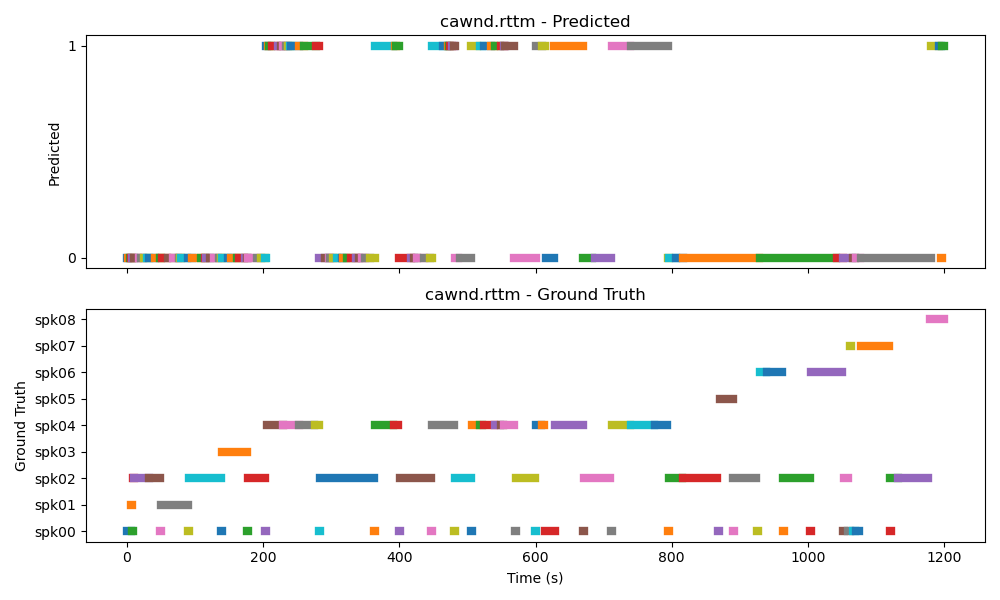 cawnd.rttm - Predicted
1
0
Predicted
cawnd.rttm - Ground Truth
spk08
spk07
spk06
spk05
spk04
spk03
spk02
spk01
spk00
Ground Truth
0 200 400 600 800 1000 1200
Time (s)